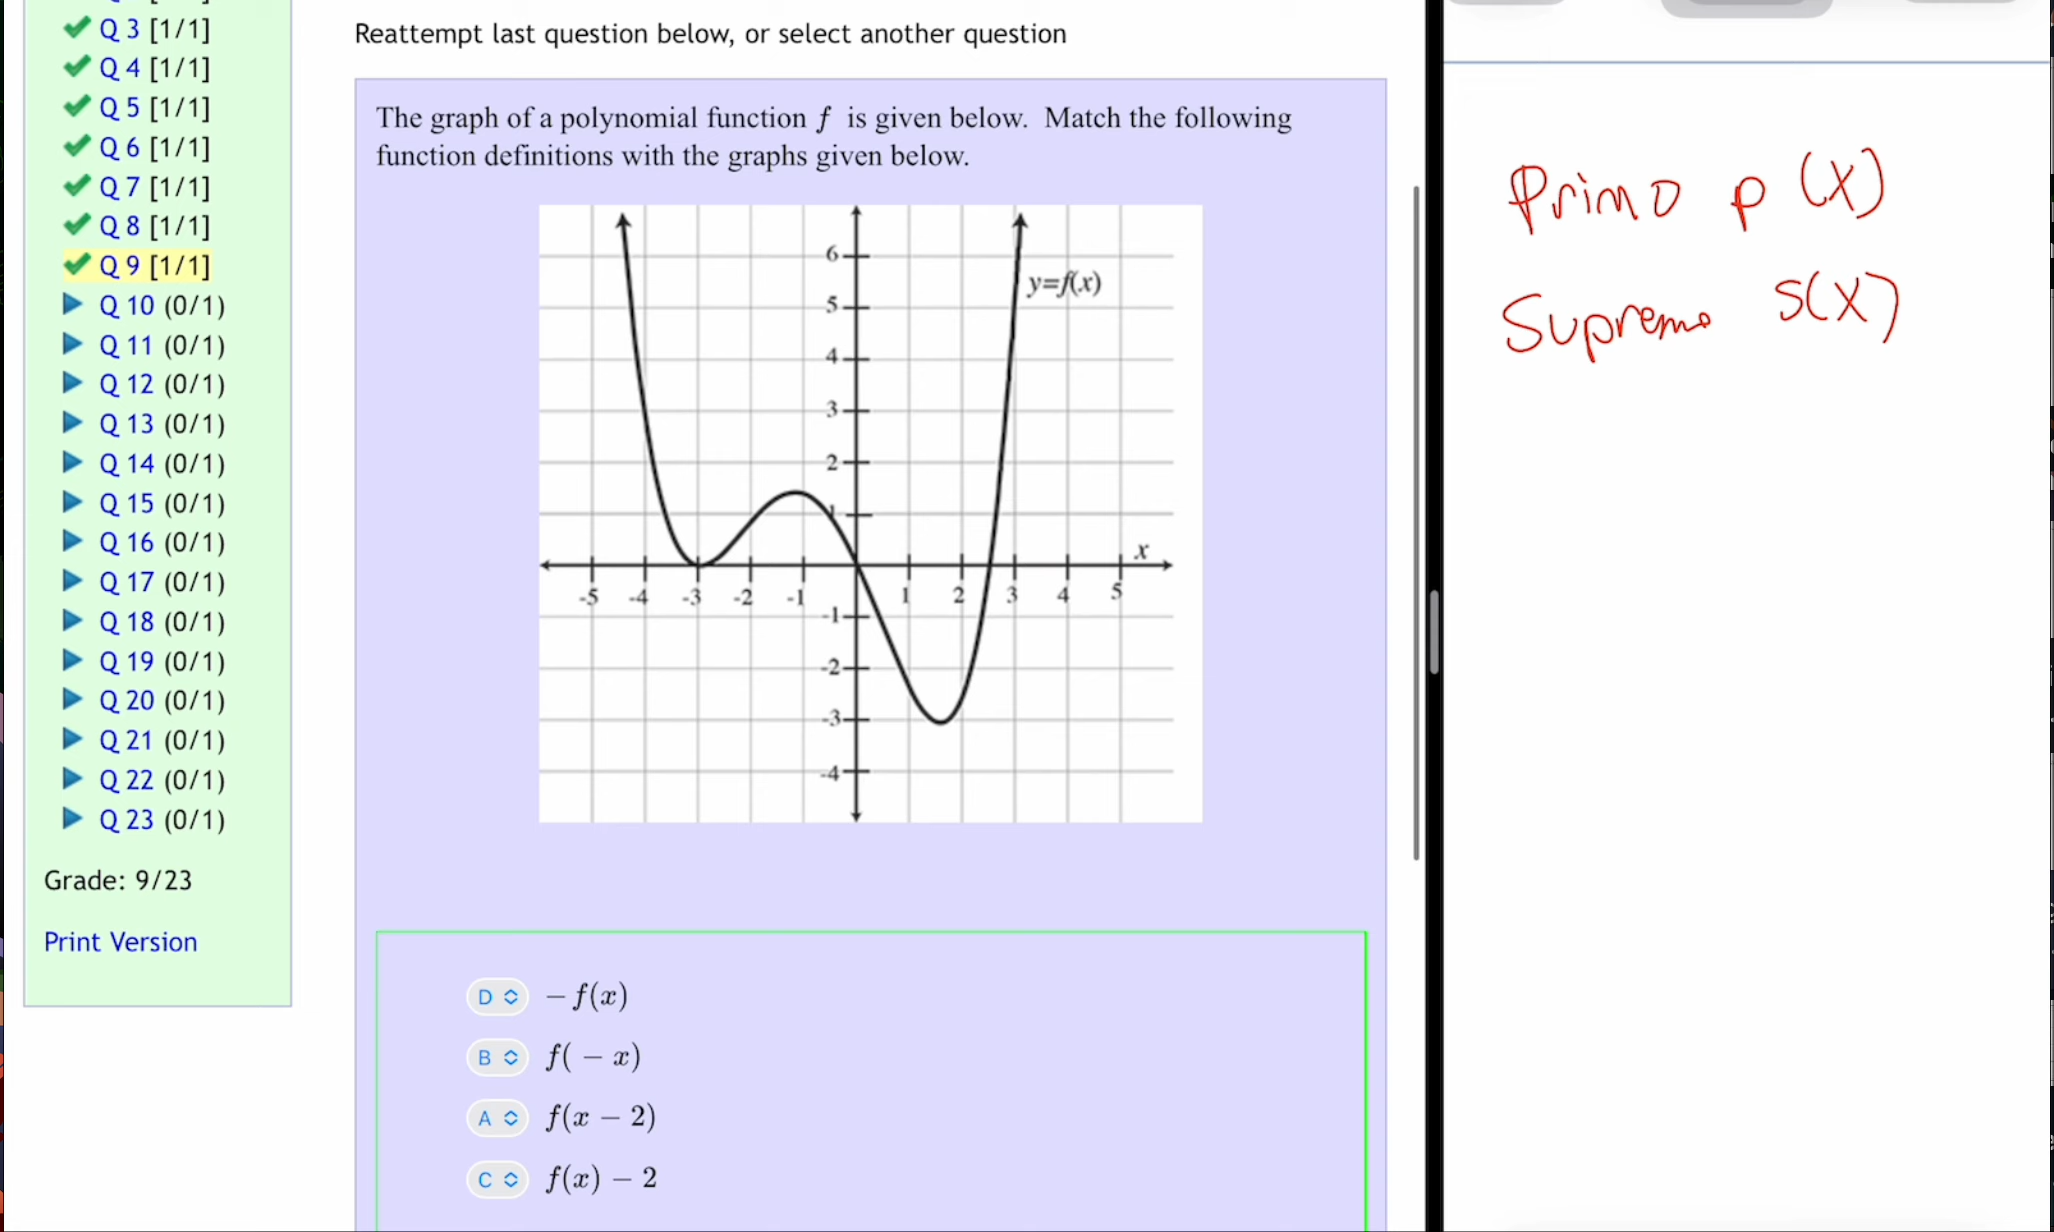 Q 3 [1/1]
Q 4 [1/1]
Q 5 [1/1]
Q 6 [1/1]
Q 7 [1/1]
Q 8 [1/1]
Q 9 [1/1]
Q 10 (0/1)
Q 11 (0/1)
Q 12 (0/1)
Q 13 (0/1)
Q 14 (0/1)
Q 15 (0/1)
Q 16 (0/1)
Q 17 (0/1)
Q 18 (0/1)
Q 19 (0/1)
Q 20 (0/1)
Q 21 (0/1)
Q 22 (0/1)
Q 23 (0/1)
Grade: 9/23
Print Version
Reattempt last question below, or select another question
The graph of a polynomial function f is given below. Match the following
function definitions with the graphs given below.
6
y=f(x)
5
4
3
2
1
x
-5 -4 -3 -2 -1 1 2 3 4 5
-1
-2
-3
-4
D − f(x)
B f( − x)
A f(x − 2)
C f(x) − 2
Primo p(x)
Supremo s(x)